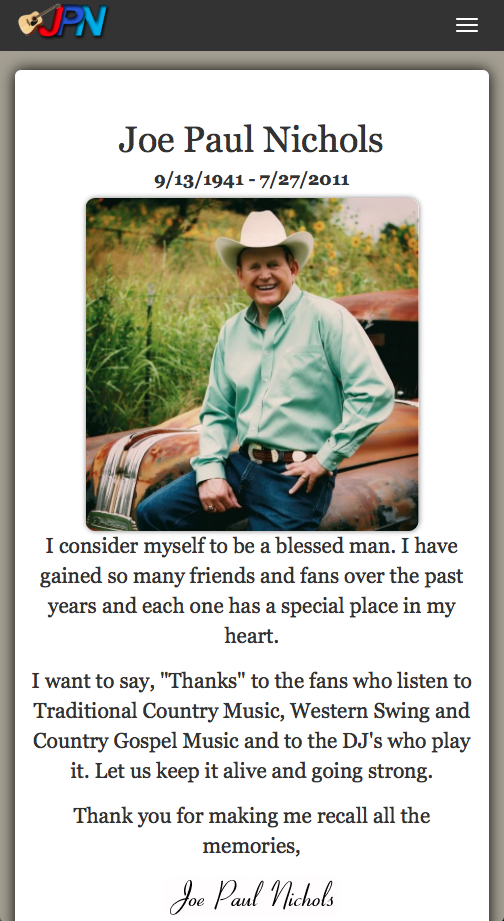 JPN
Joe Paul Nichols
9/13/1941 - 7/27/2011
I consider myself to be a blessed man. I have
gained so many friends and fans over the past
years and each one has a special place in my
heart.
I want to say, "Thanks" to the fans who listen to
Traditional Country Music, Western Swing and
Country Gospel Music and to the DJ's who play
it. Let us keep it alive and going strong.
Thank you for making me recall all the
memories,
Joe Paul Nichols